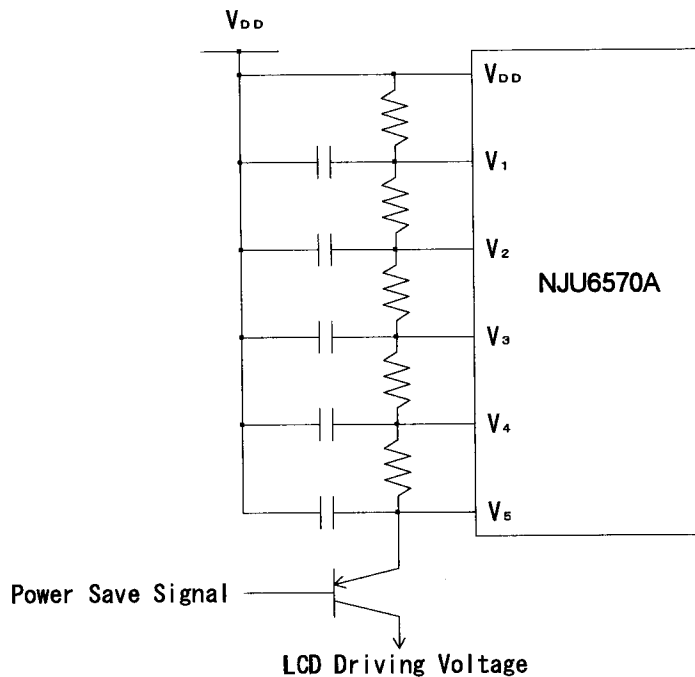 VDD
VDD
V1
V2
NJU6570A
V3
V4
V5
Power Save Signal
LCD Driving Voltage